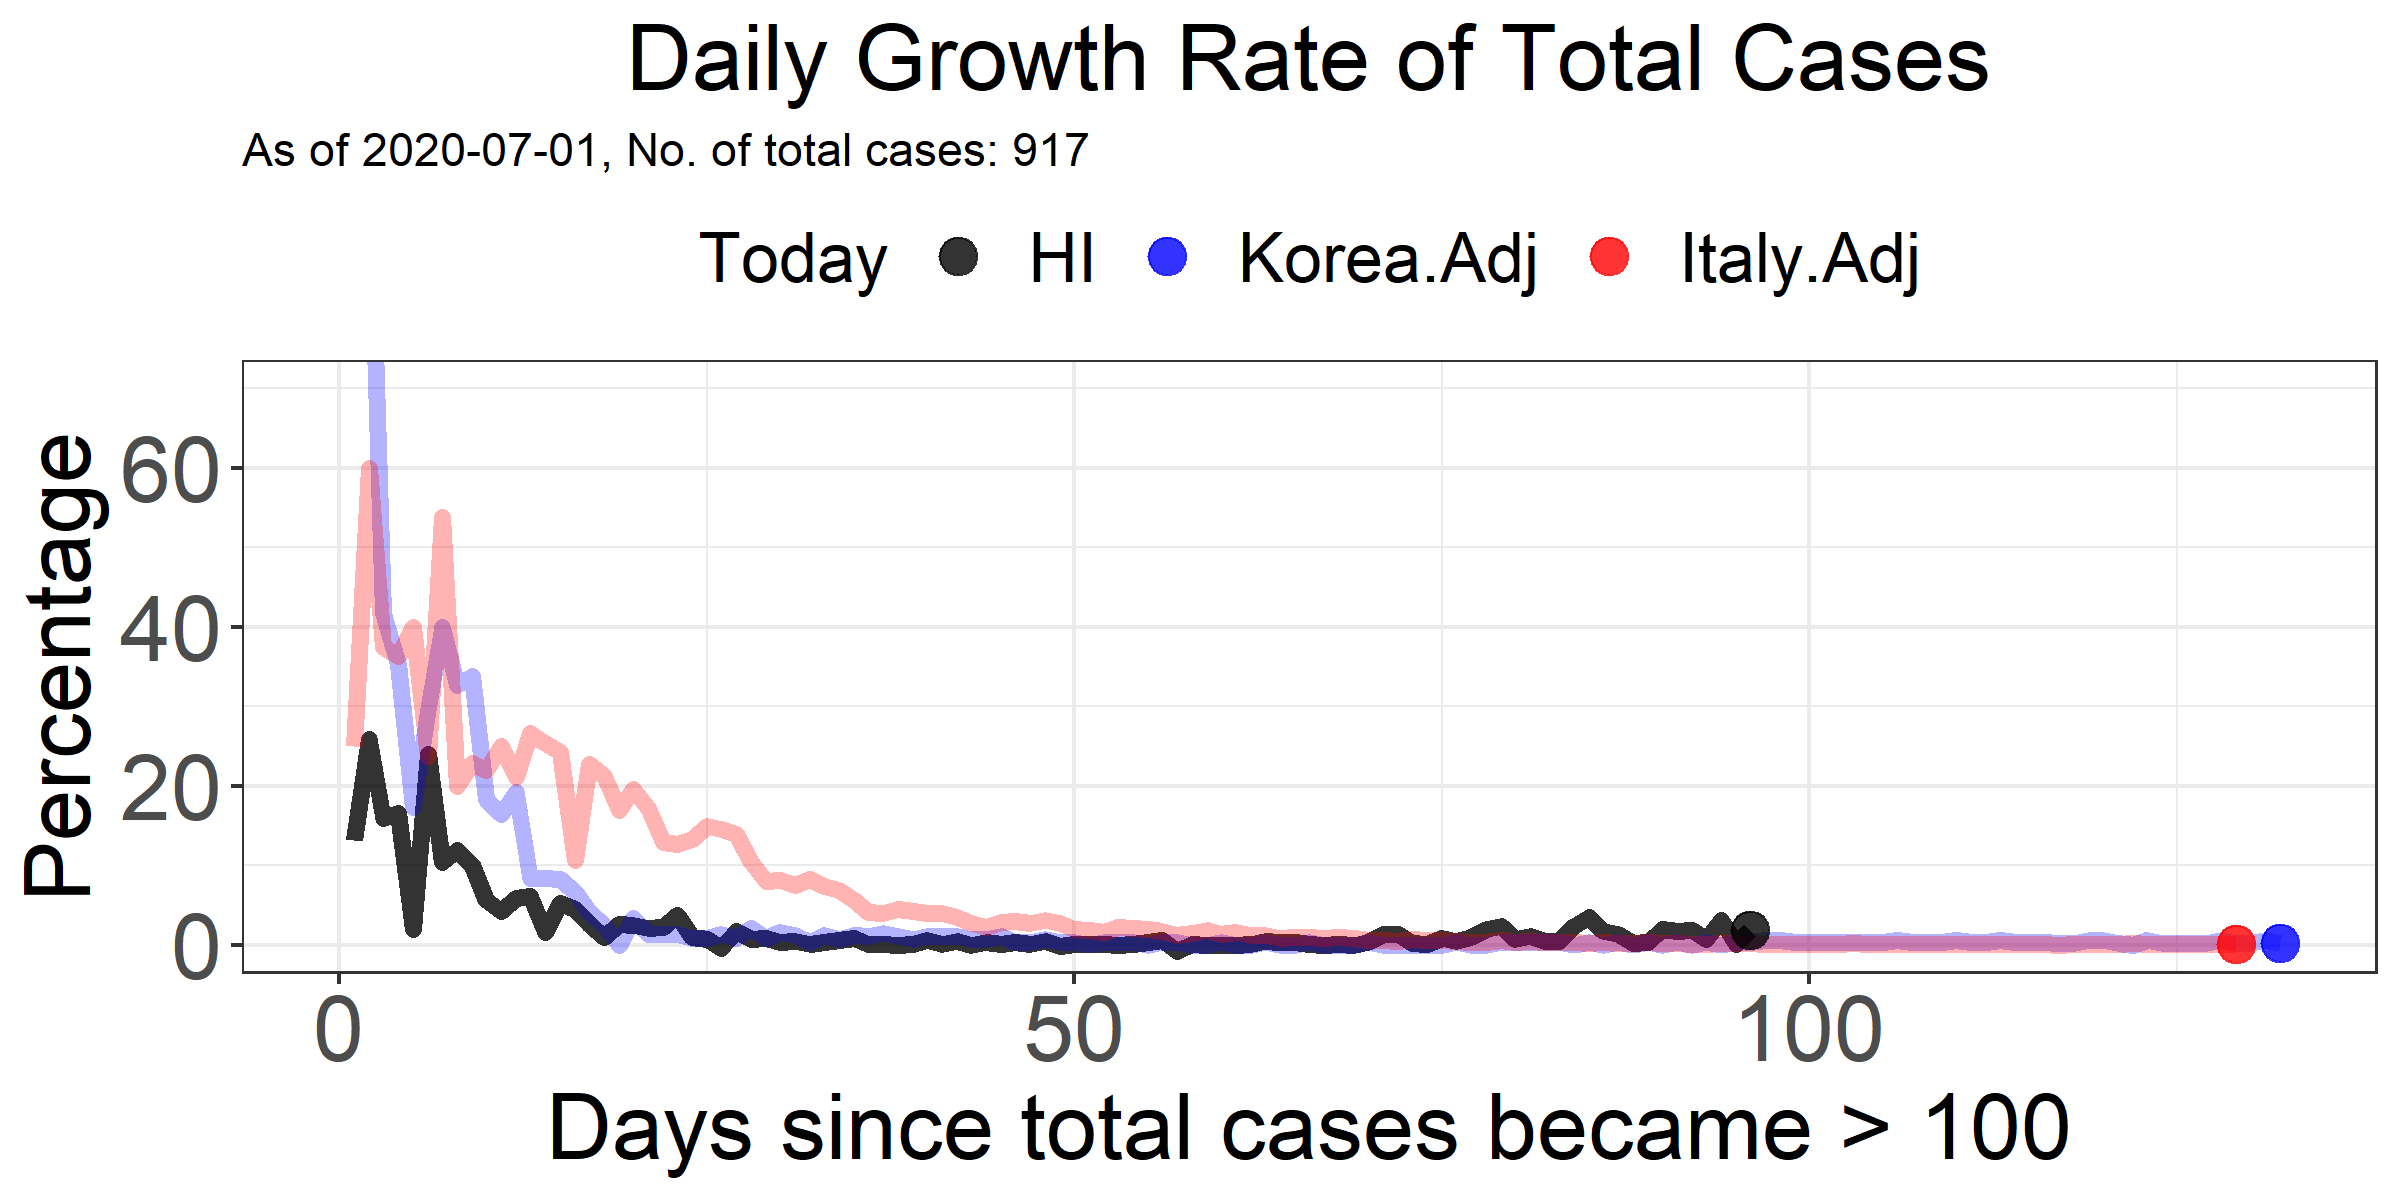 Daily Growth Rate of Total Cases
As of 2020-07-01, No. of total cases: 917
Today HI Korea.Adj Italy.Adj
Percentage
60
40
20
0
0 50 100
Days since total cases became > 100